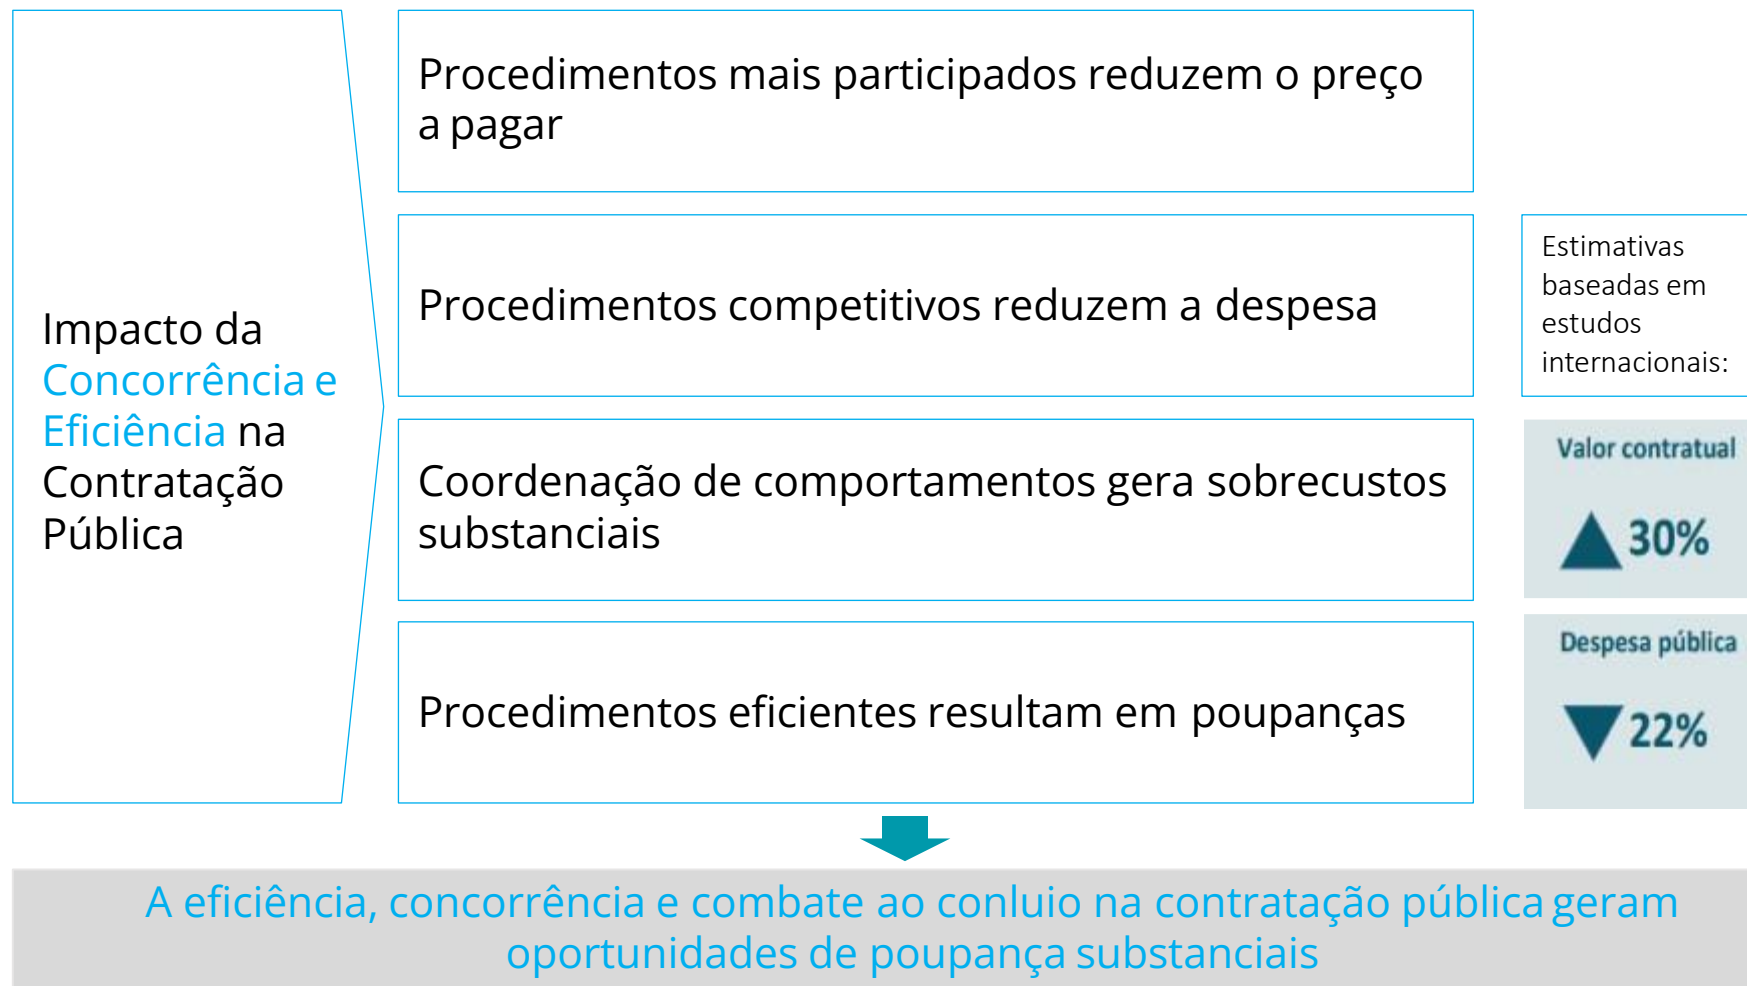 Impacto da
Concorrência e
Eficiência na
Contratação
Pública
Procedimentos mais participados reduzem o preço
a pagar
Procedimentos competitivos reduzem a despesa
Coordenação de comportamentos gera sobrecustos
substanciais
Procedimentos eficientes resultam em poupanças
Estimativas
baseadas em
estudos
internacionais:
Valor contratual
30%
Despesa pública
22%
A eficiência, concorrência e combate ao conluio na contratação pública geram
oportunidades de poupança substanciais